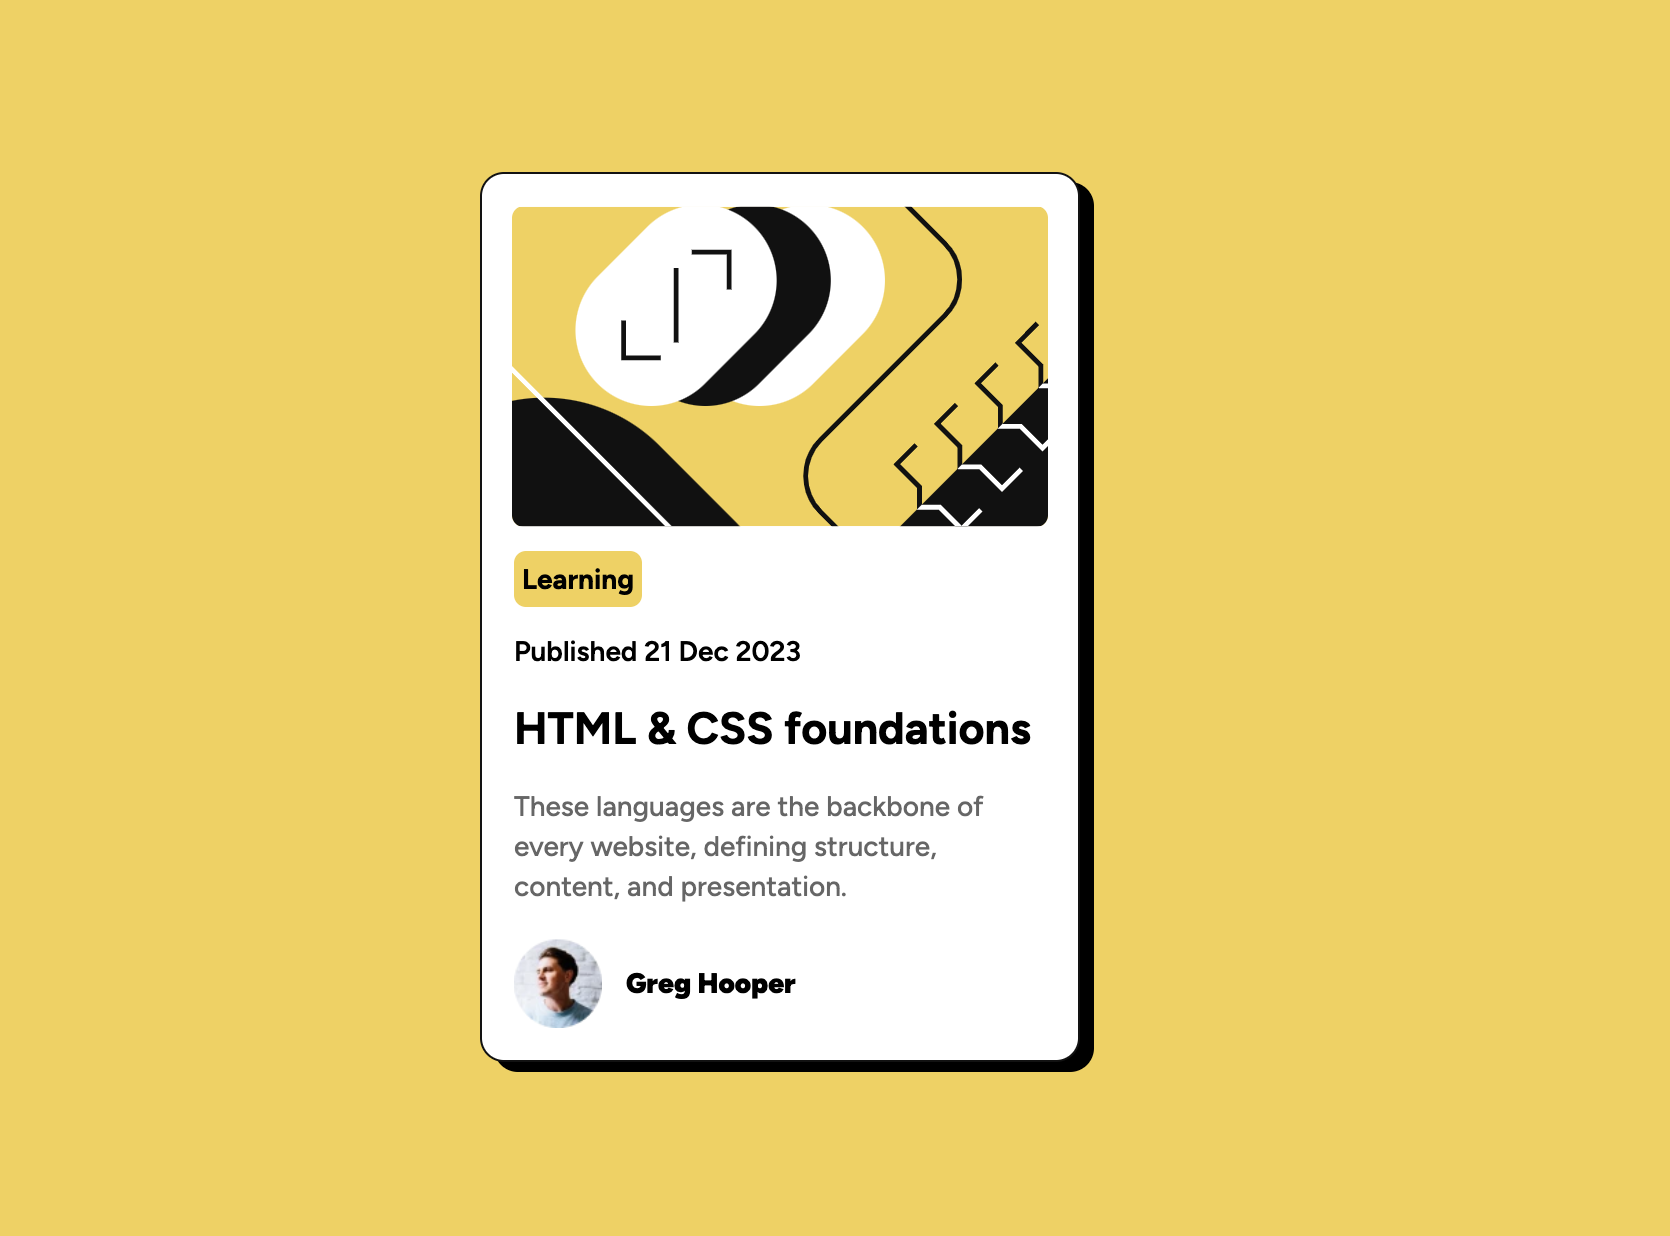 Learning
Published 21 Dec 2023
HTML & CSS foundations
These languages are the backbone of
every website, defining structure,
content, and presentation.
Greg Hooper